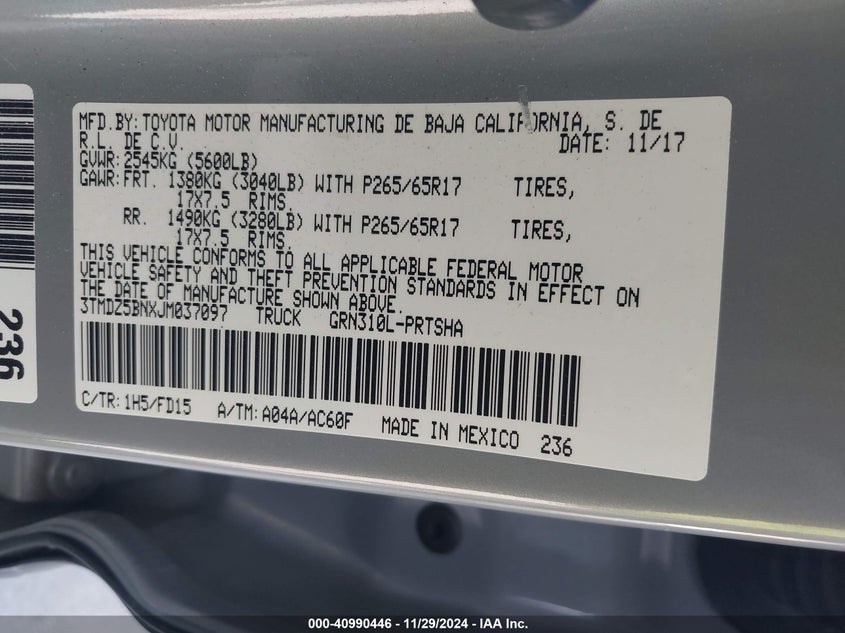 MFD.BY:TOYOTA MOTOR MANUFACTURING DE BAJA CALIFORNIA, S. DE
R.L. DE C.V. DATE: 11/17
GVWR:2545KG (5600LB)
GAWR:FRT. 1380KG (3040LB) WITH P265/65R17 TIRES,
17X7.5 RIMS.
RR. 1490KG (3280LB) WITH P265/65R17 TIRES,
17X7.5 RIMS.
THIS VEHICLE CONFORMS TO ALL APPLICABLE FEDERAL MOTOR
VEHICLE SAFETY AND THEFT PREVENTION STANDARDS IN EFFECT ON
THE DATE OF MANUFACTURE SHOWN ABOVE.
3TMDZ5BNXJM037097 TRUCK GRN310L-PRTSHA
C/TR:1H5/FD15 A/TM:A04A/AC60F MADE IN MEXICO 236
236
000-40990446 - 11/29/2024 - IAA Inc.